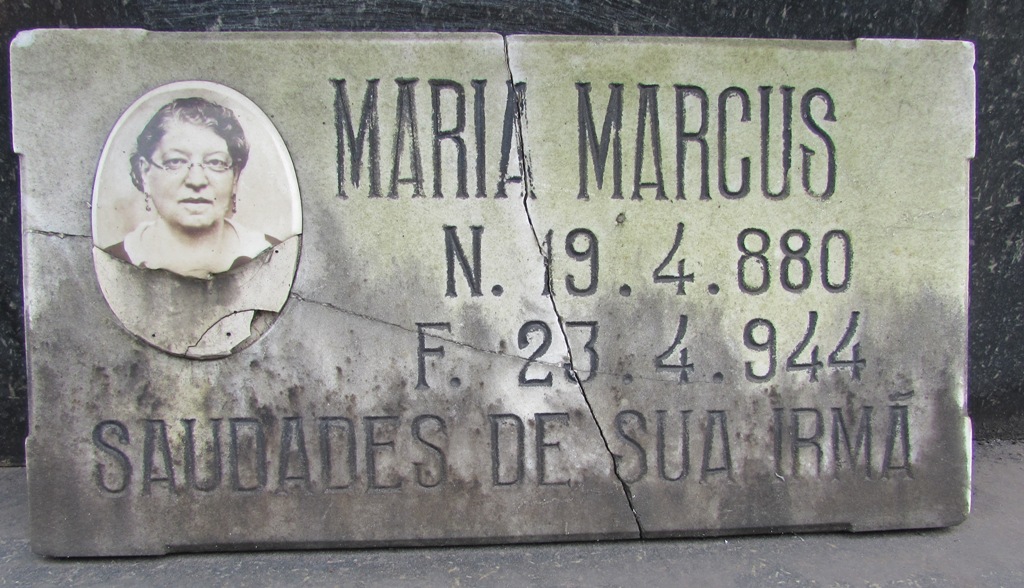 MARIA MARCUS
N. 19.4.880
F. 23.4.944
SAUDADES DE SUA IRMÃ